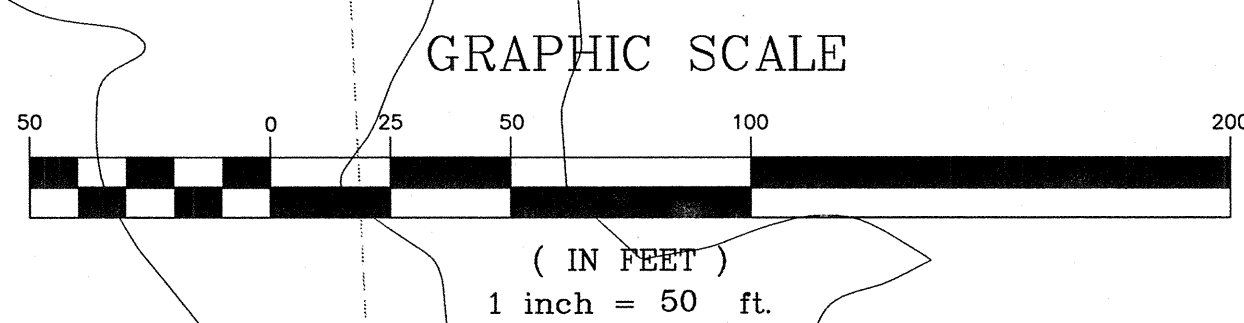 GRAPHIC SCALE
50 0 25 50 100 200
( IN FEET )
1 inch = 50 ft.